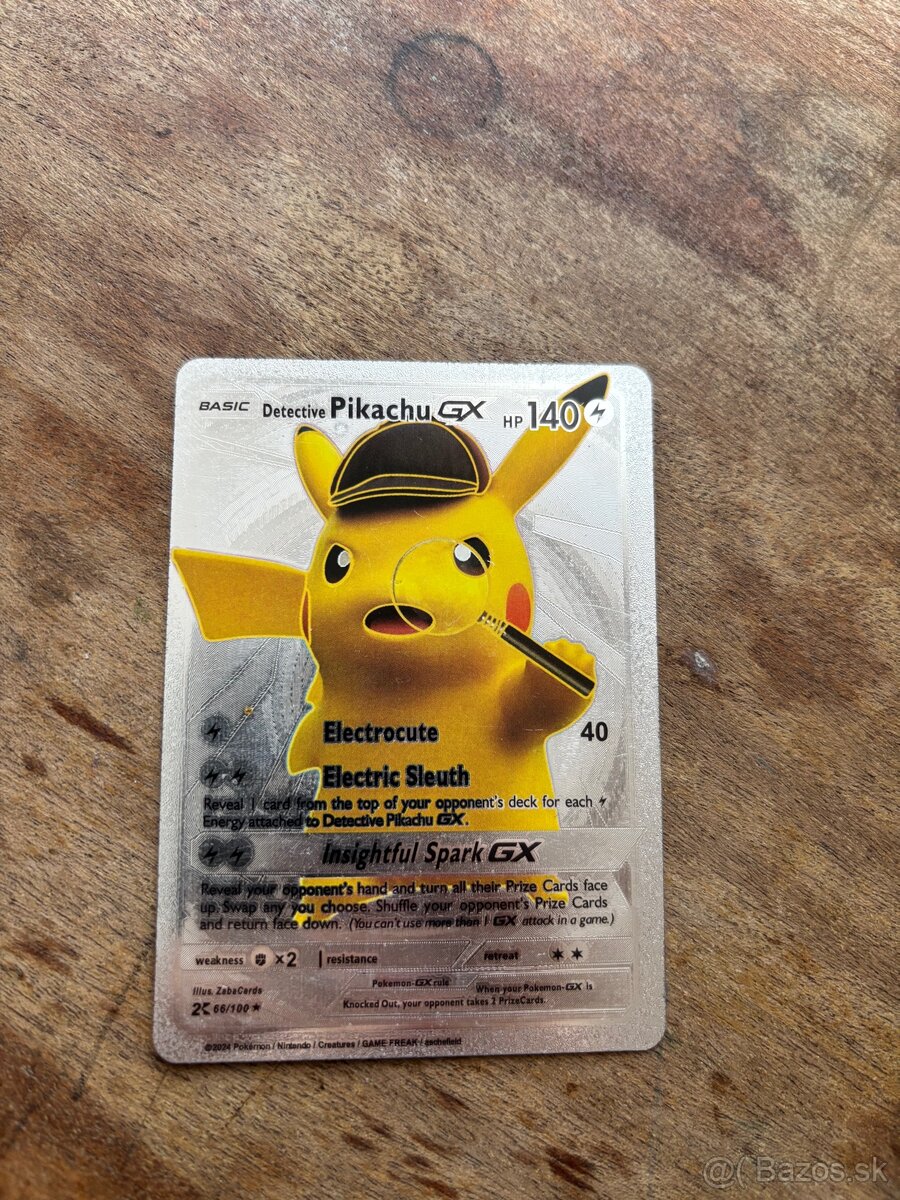 BASIC Detective Pikachu GX HP 140
Electrocute 40
Electric Sleuth
Reveal 1 card from the top of your opponent's deck for each
Energy attached to Detective Pikachu GX.
Insightful Spark GX
Reveal your opponent's hand and turn all their Prize Cards face
up. Swap any you choose. Shuffle your opponent's Prize Cards
and return face down. (You can't use more than 1 GX attack in a game.)
weakness x2 resistance retreat
Illus. ZabaCards
Pokemon-GX rule When your Pokemon-GX is
Knocked Out, your opponent takes 2 PrizeCards.
66/100
©2024 Pokémon / Nintendo / Creatures / GAME FREAK / aschefield
@( Bazos.sk